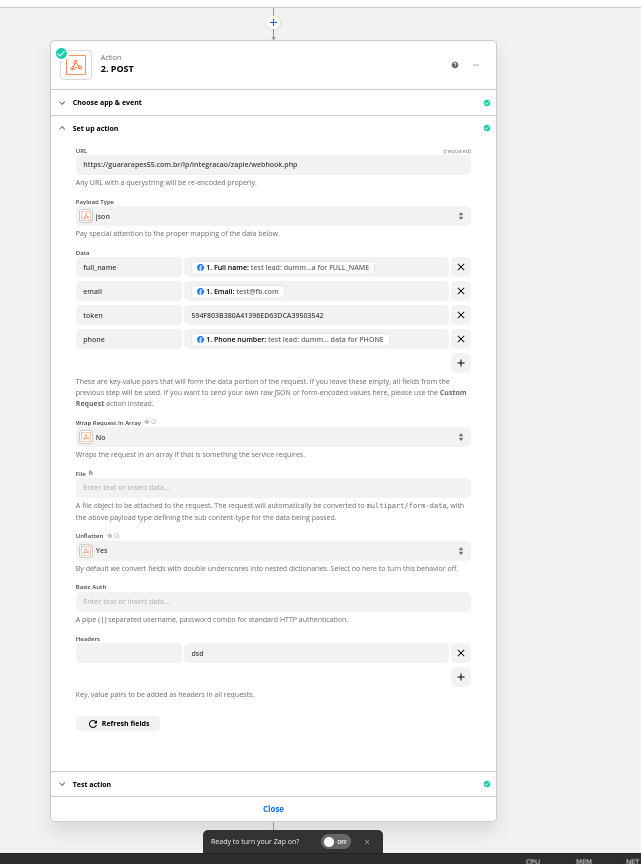 Action
2. POST
Choose app & event
Set up action
URL (required)
https://guararapes55.com.br/lp/integracao/zapie/webhook.php
Any URL with a querystring will be re-encoded properly.
Payload Type
json
Pay special attention to the proper mapping of the data below.
Data
full_name 1. Full name: test lead: dumm...a for FULL_NAME
email 1. Email: test@fb.com
token 594F803B380A41396ED63DCA39503542
phone 1. Phone number: test lead: dumm... data for PHONE
These are key-value pairs that will form the data portion of the request. If you leave these empty, all fields from the
previous step will be used. If you want to send your own raw JSON or form-encoded values here, please use the Custom
Request action instead.
Wrap Request In Array
No
Wraps the request in an array if that is something the service requires.
File
Enter text or insert data...
A file object to be attached to the request. The request will automatically be converted to multipart/form-data, with
the above payload type defining the sub content-type for the data being passed.
Unflatten
Yes
By default we convert fields with double underscores into nested dictionaries. Select no here to turn this behavior off.
Basic Auth
Enter text or insert data...
A pipe (|) separated username, password combo for standard HTTP authentication.
Headers
dsd
Key, value pairs to be added as headers in all requests.
Refresh fields
Test action
Close
Ready to turn your Zap on? OFF
CPU MEM NET